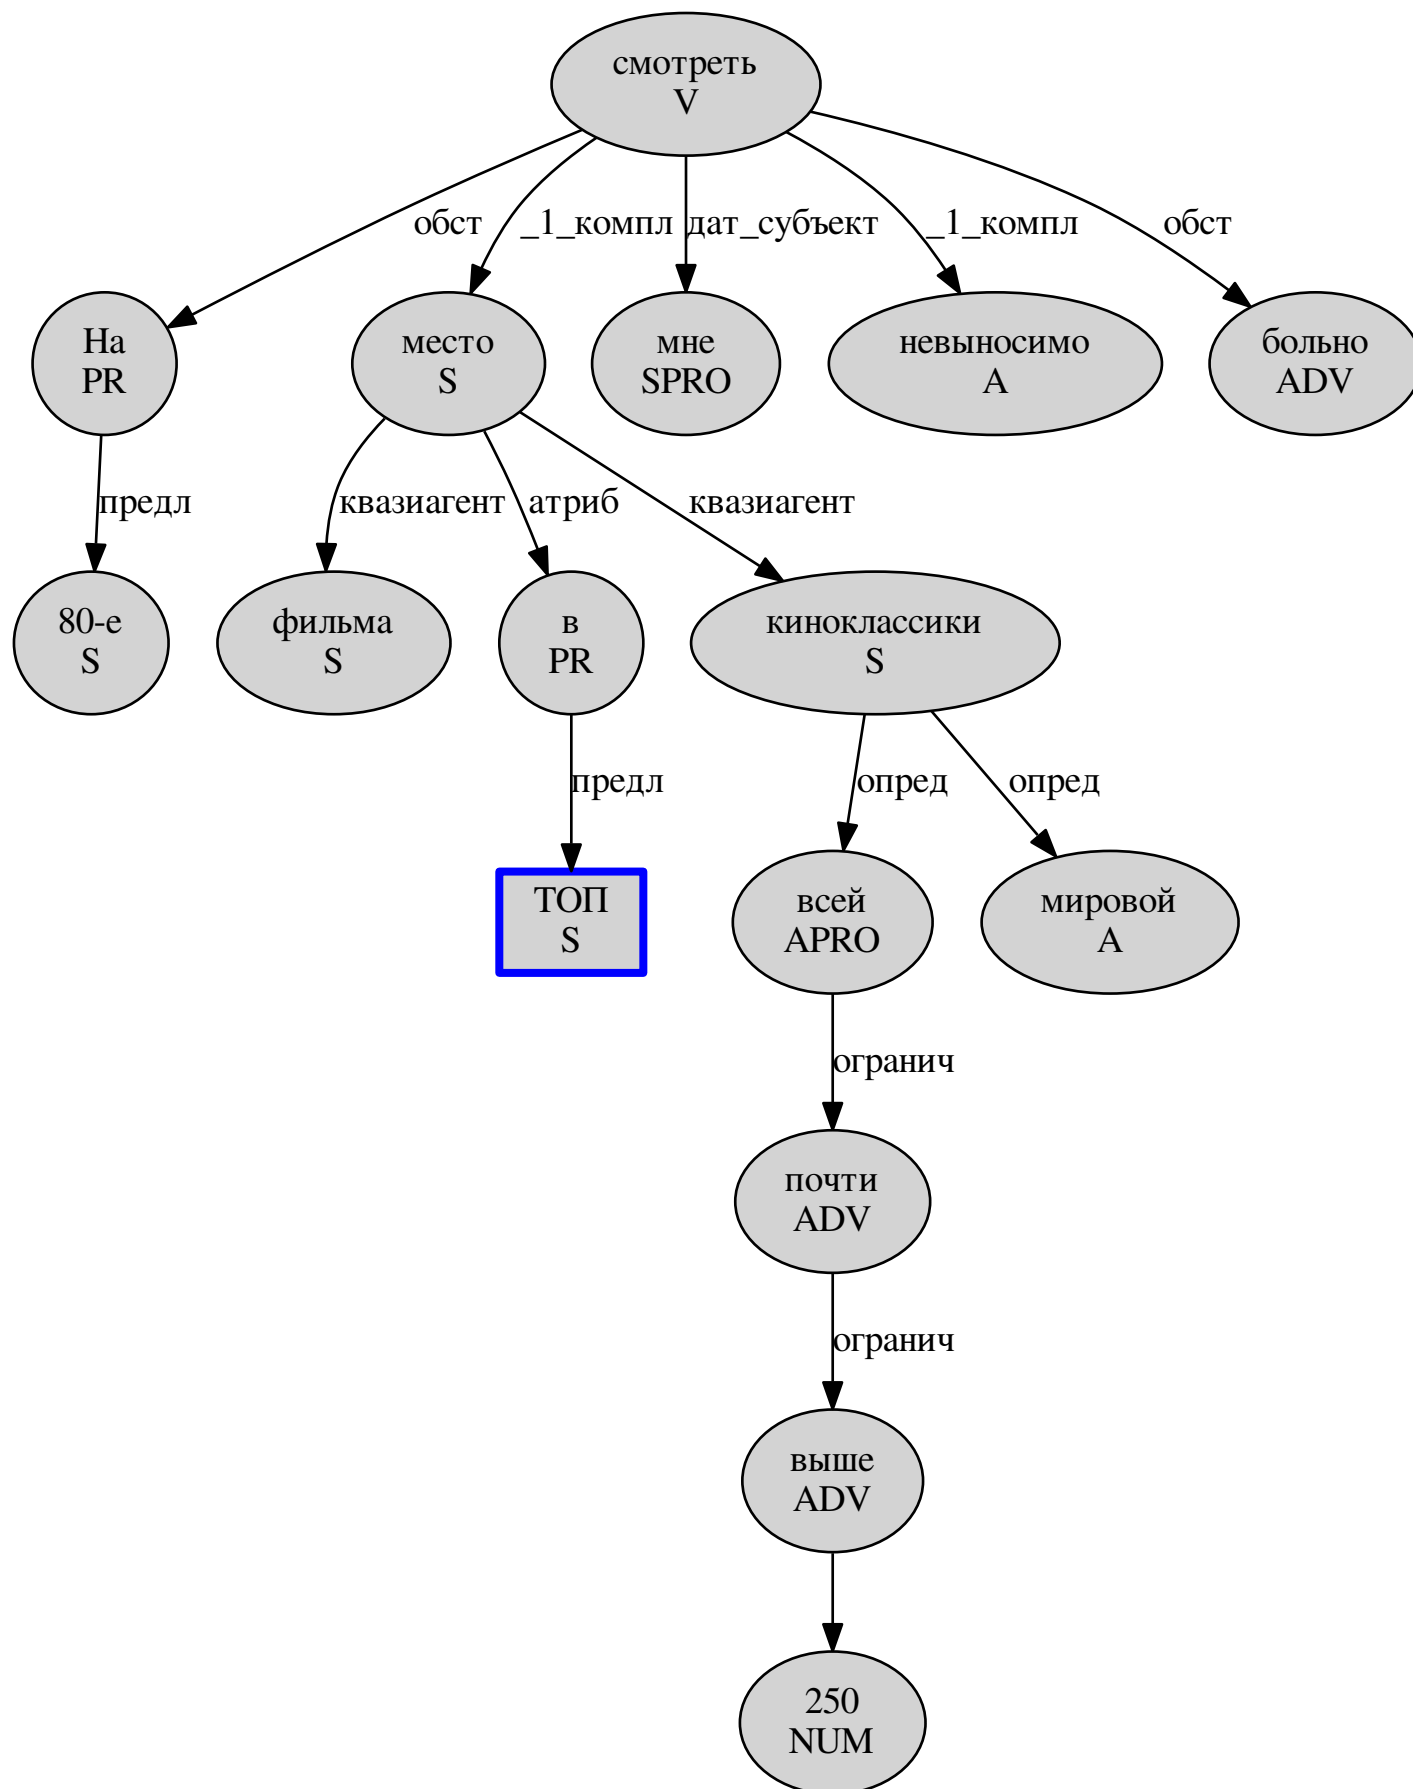 смотреть
V
обст
_1_компл
дат_субъект
_1_компл
обст
На
PR
место
S
мне
SPRO
невыносимо
A
больно
ADV
предл
квазиагент
атриб
квазиагент
80-е
S
фильма
S
в
PR
киноклассики
S
предл
опред
опред
ТОП
S
всей
APRO
мировой
A
огранич
почти
ADV
огранич
выше
ADV
250
NUM